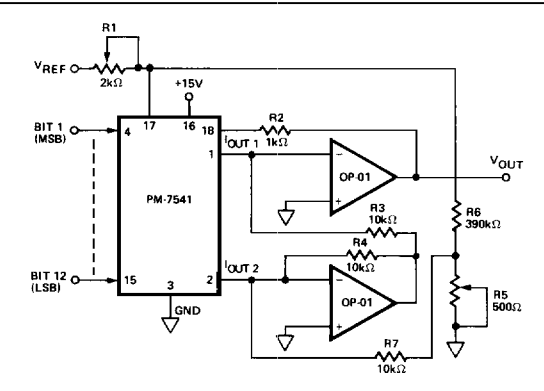 R1
VREF
2kΩ
+15V
BIT 1
(MSB)
4
17
16
18
R2
1kΩ
1
IOUT 1
PM-7541
−
+
OP-01
VOUT
R3
10kΩ
R4
10kΩ
R6
390kΩ
BIT 12
(LSB)
15
3
2
IOUT 2
GND
−
+
OP-01
R5
500Ω
R7
10kΩ